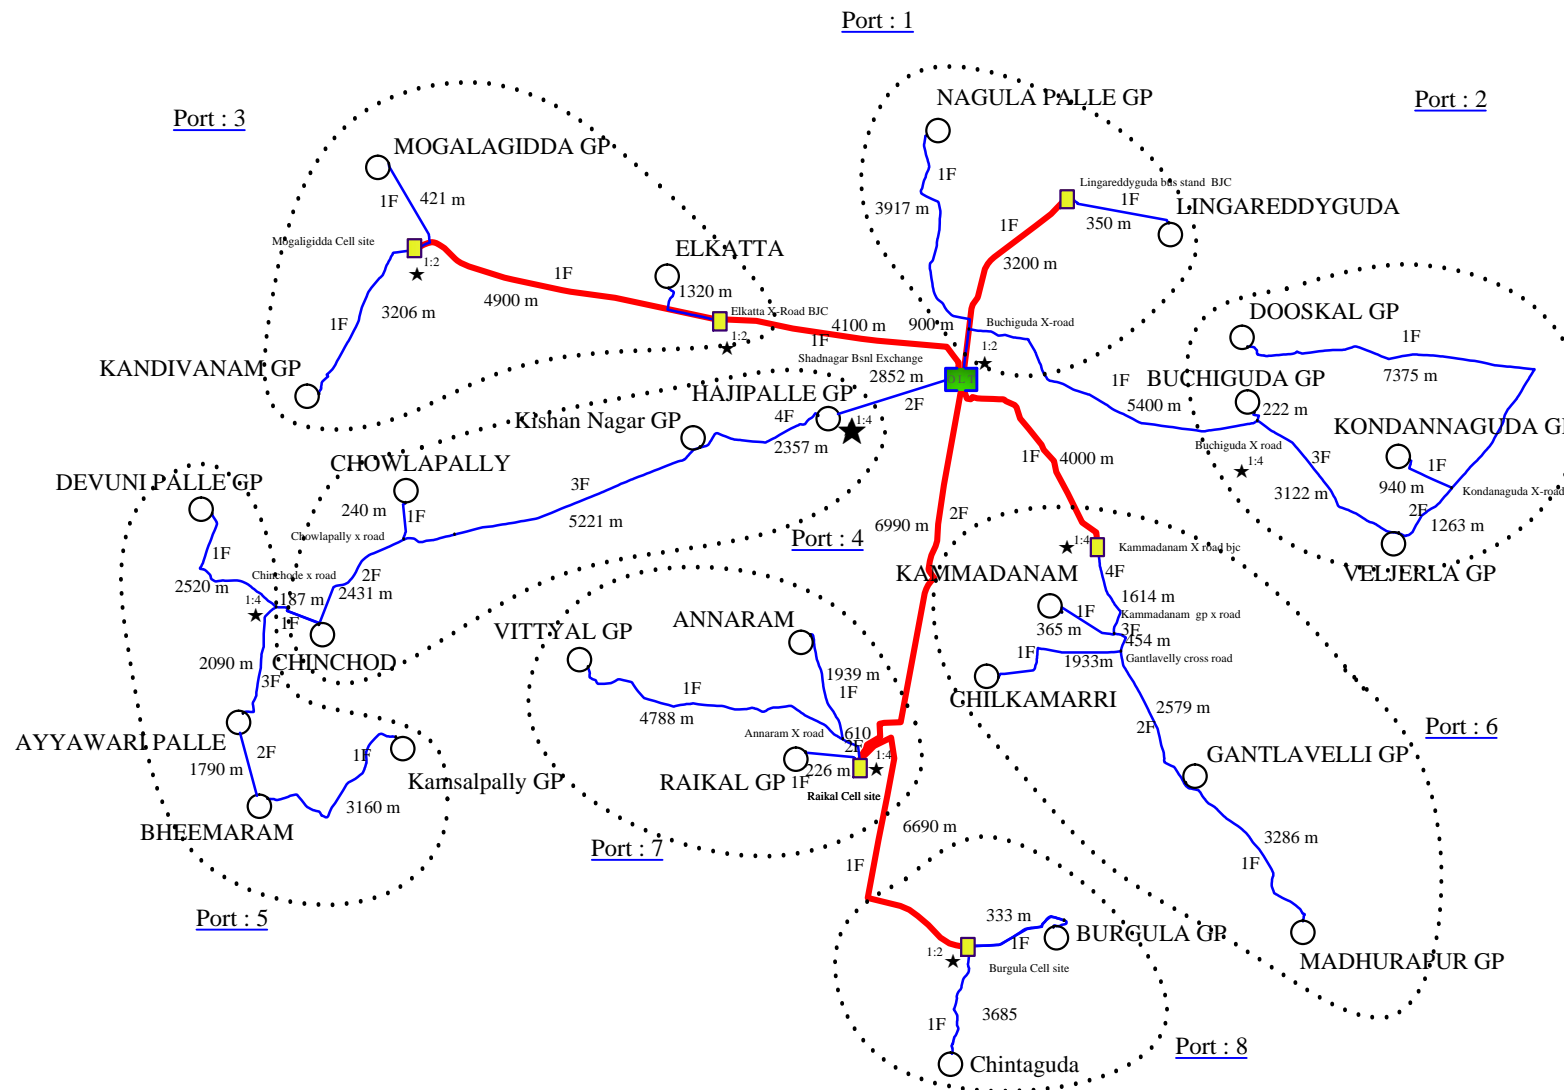 Port : 1
Port : 2
Port : 3
NAGULA PALLE GP
MOGALAGIDDA GP
1F
421 m
1F
3917 m
Lingareddyguda bus stand BJC
1F
350 m
LINGAREDDYGUDA
1F
3200 m
Mogaligidda Cell site
1:2
ELKATTA
1F
4900 m
1320 m
3206 m
1F
Elkatta X-Road BJC
1:2
4100 m
1F
900 m
Buchiguda X-road
DOOSKAL GP
1F
7375 m
KANDIVANAM GP
Shadnagar Bsnl Exchange
1:2
O L T
2852 m
2F
HAJIPALLE GP
4F
1:4
2357 m
Kishan Nagar GP
1F
5400 m
BUCHIGUDA GP
222 m
KONDANNAGUDA GP
Buchiguda X road
1:4
3F
3122 m
1F
940 m
Kondanaguda X-road
2F
1263 m
VELJERLA GP
1F
4000 m
CHOWLAPALLY
240 m
1F
3F
5221 m
DEVUNI PALLE GP
1F
2520 m
Chowlapally x road
2F
2431 m
Chinchode x road
187 m
1:4
1F
CHINCHOD
6990 m
2F
Port : 4
1:4
Kammadanam X road bjc
KAMMADANAM
4F
1614 m
1F
365 m
Kammadanam gp x road
3F
454 m
Gantlavelly cross road
1F
1933m
CHILKAMARRI
VITTYAL GP
ANNARAM
1939 m
1F
1F
4788 m
2090 m
3F
2579 m
2F
Port : 6
AYYAWARI PALLE
2F
1790 m
1F
Kamsalpally GP
3160 m
BHEEMARAM
Annaram X road
610
2F
1:4
RAIKAL GP
226 m
1F
Raikal Cell site
GANTLAVELLI GP
3286 m
1F
6690 m
1F
Port : 7
Port : 5
333 m
1F
BURGULA GP
1:2
Burgula Cell site
MADHURAPUR GP
3685
1F
Port : 8
Chintaguda